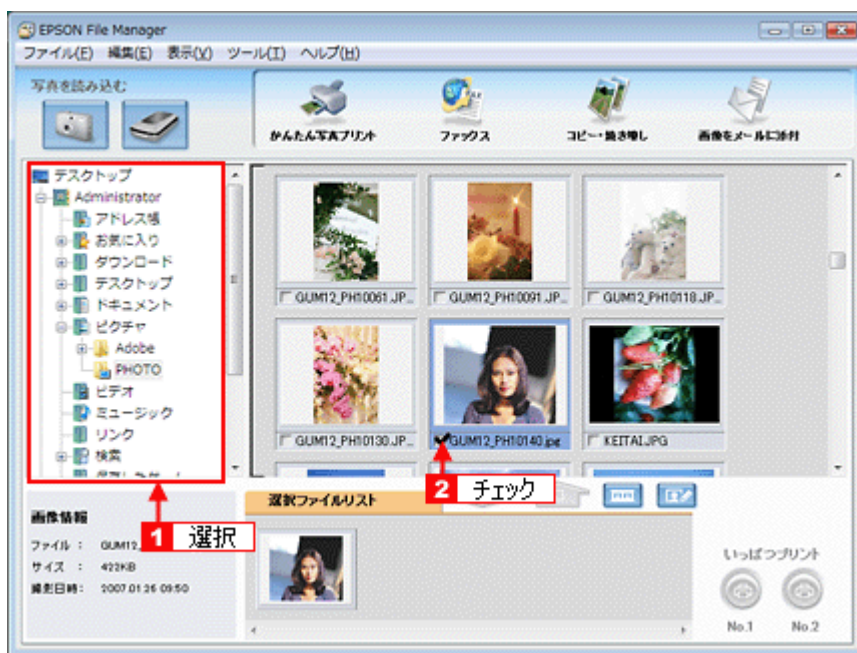 EPSON File Manager
ファイル(F) 編集(E) 表示(V) ツール(T) ヘルプ(H)
写真を読み込む
かんたん写真プリント
ファックス
コピー・焼き増し
画像をメールに添付
デスクトップ
Administrator
アドレス帳
お気に入り
ダウンロード
デスクトップ
ドキュメント
ピクチャ
Adobe
PHOTO
ビデオ
ミュージック
リンク
検索
GUM12_PH10061.JP...
GUM12_PH10091.JP...
GUM12_PH10118.JP...
GUM12_PH10130.JP...
GUM12_PH10140.jpg
KEITAI.JPG
2 チェック
1 選択
選択ファイルリスト
画像情報
ファイル : GUM12_
サイズ : 422KB
撮影日時: 2007.01.26 09:50
いっぱつプリント
No.1 No.2